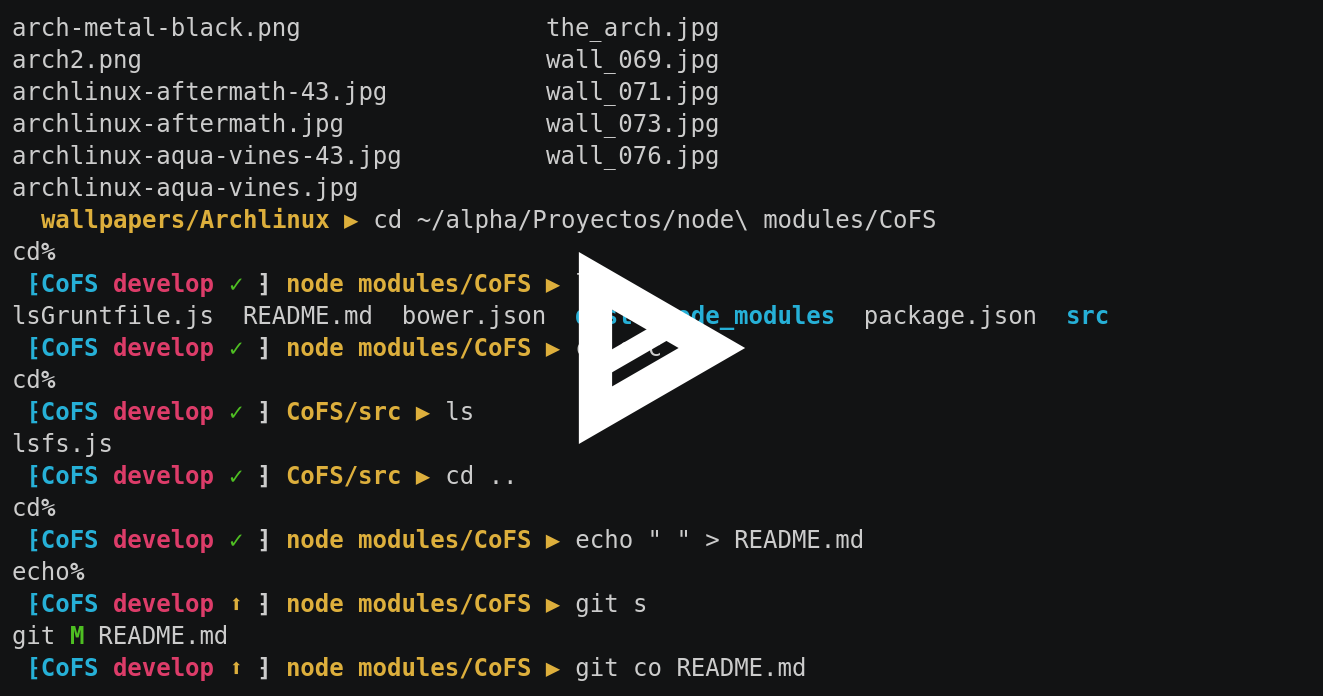 arch-metal-black.png the_arch.jpg
arch2.png wall_069.jpg
archlinux-aftermath-43.jpg wall_071.jpg
archlinux-aftermath.jpg wall_073.jpg
archlinux-aqua-vines-43.jpg wall_076.jpg
archlinux-aqua-vines.jpg
wallpapers/Archlinux ▶ cd ~/alpha/Proyectos/node\ modules/CoFS
cd%
⁅CoFS develop ✓ ⁆ node modules/CoFS ▶
lsGruntfile.js README.md bower.json package.json src
⁅CoFS develop ✓ ⁆ node modules/CoFS ▶
cd%
⁅CoFS develop ✓ ⁆ CoFS/src ▶ ls
lsfs.js
⁅CoFS develop ✓ ⁆ CoFS/src ▶ cd ..
cd%
⁅CoFS develop ✓ ⁆ node modules/CoFS ▶ echo " " > README.md
echo%
⁅CoFS develop ⬆ ⁆ node modules/CoFS ▶ git s
git M README.md
⁅CoFS develop ⬆ ⁆ node modules/CoFS ▶ git co README.md